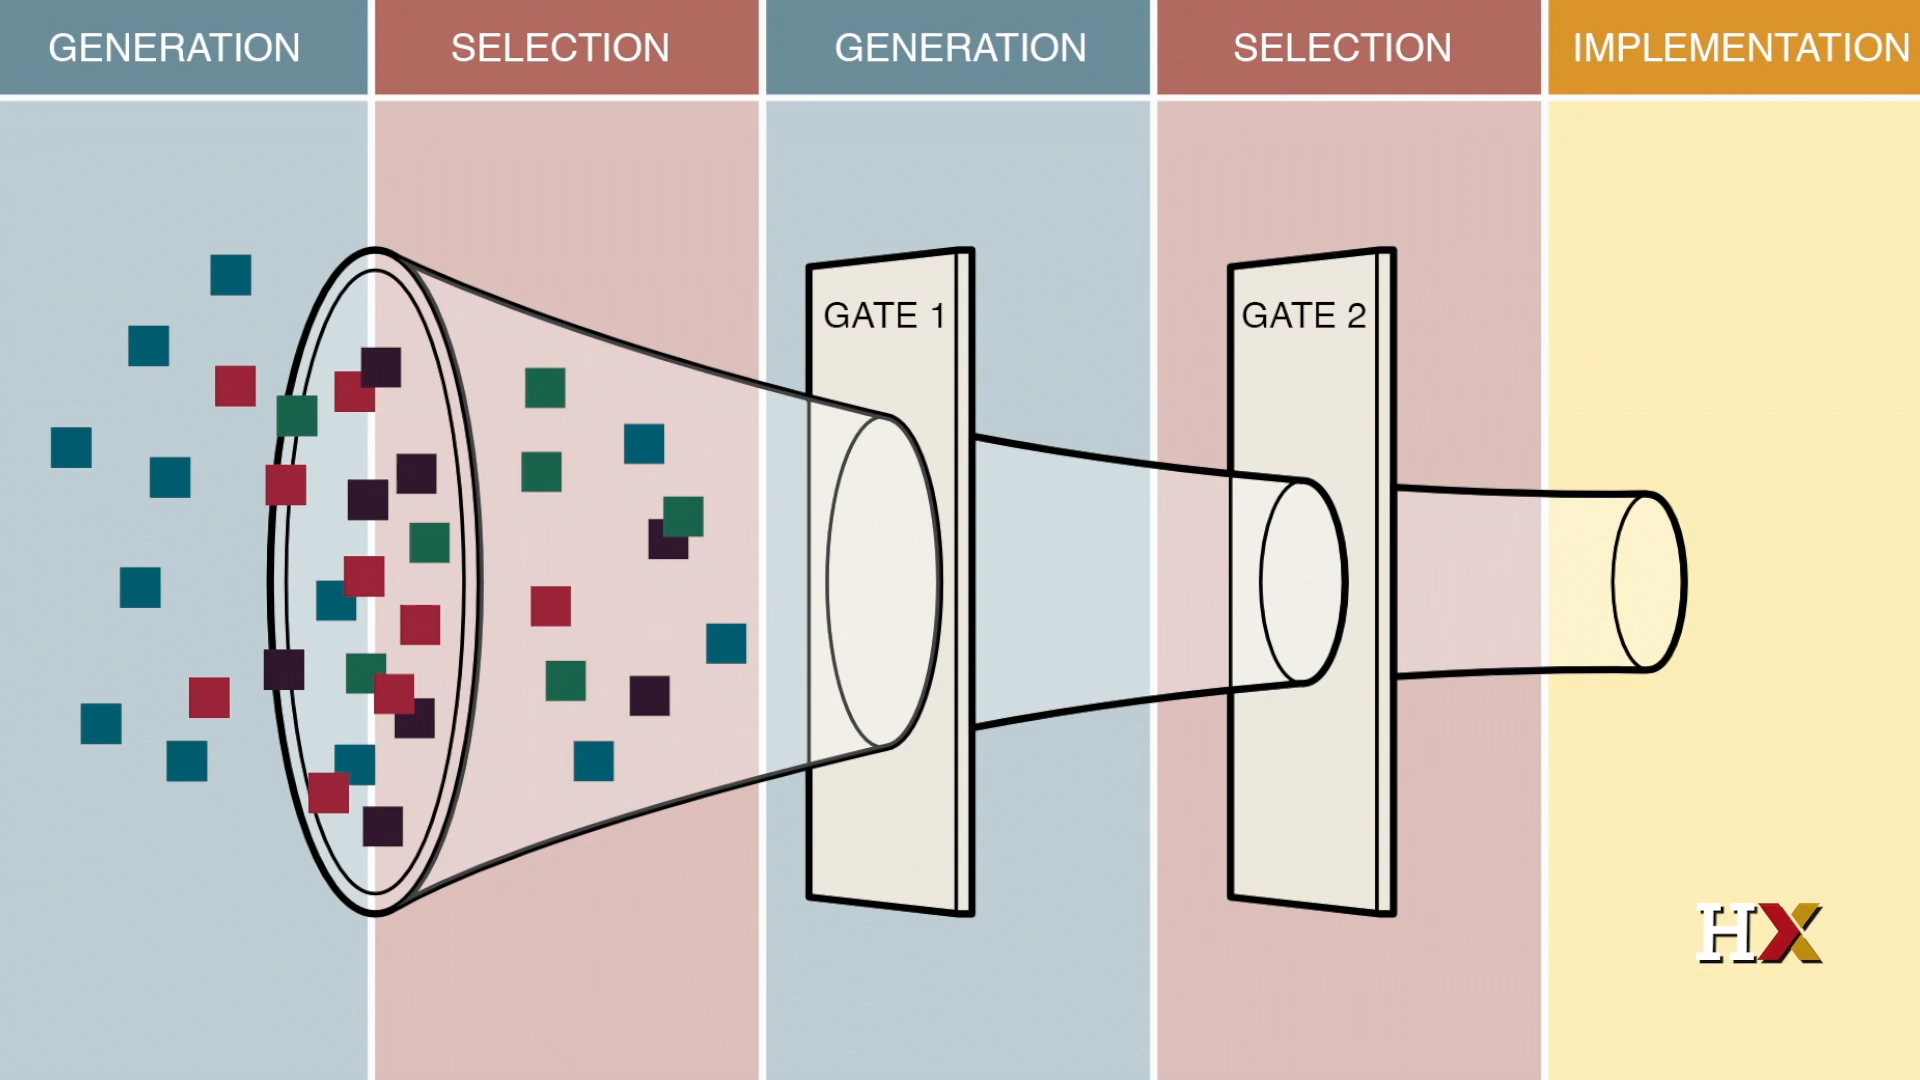 GENERATION
SELECTION
GENERATION
SELECTION
IMPLEMENTATION
GATE 1
GATE 2
HX